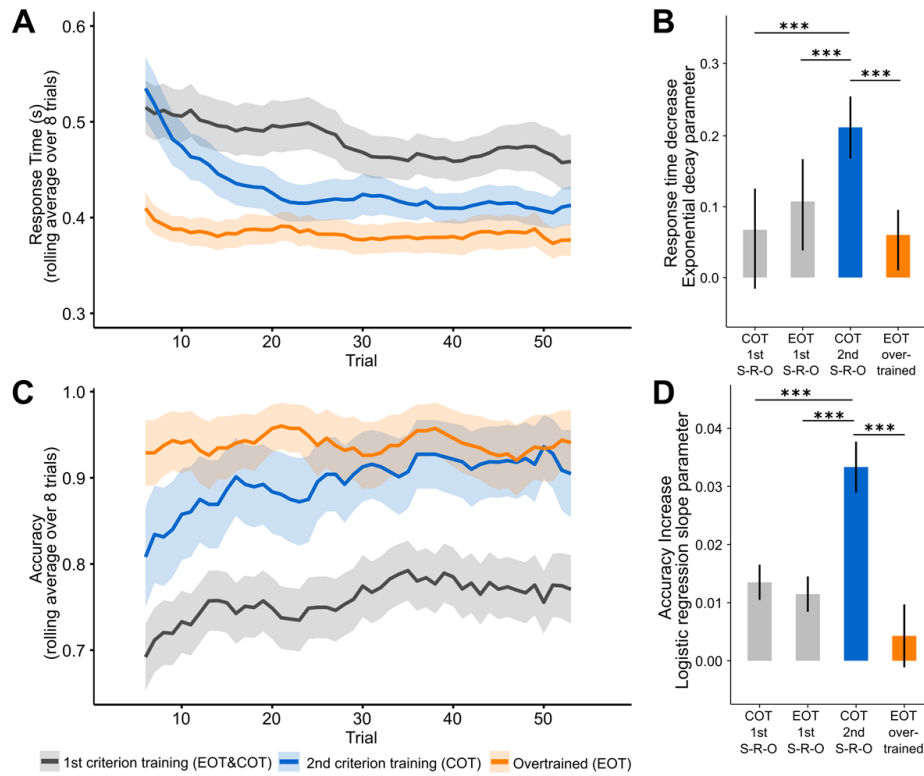 A
Response Time (s)
(rolling average over 8 trials)
0.6
0.5
0.4
0.3
10 20 30 40 50
Trial
B
Response time decrease
Exponential decay parameter
0.3
0.2
0.1
0.0
***
***
***
COT EOT COT EOT
1st 1st 2nd over-
S-R-O S-R-O S-R-O trained
C
Accuracy
(rolling average over 8 trials)
1.0
0.9
0.8
0.7
10 20 30 40 50
Trial
D
Accuracy Increase
Logistic regression slope parameter
0.04
0.03
0.02
0.01
0.00
***
***
***
COT EOT COT EOT
1st 1st 2nd over-
S-R-O S-R-O S-R-O trained
1st criterion training (EOT&COT) 2nd criterion training (COT) Overtrained (EOT)